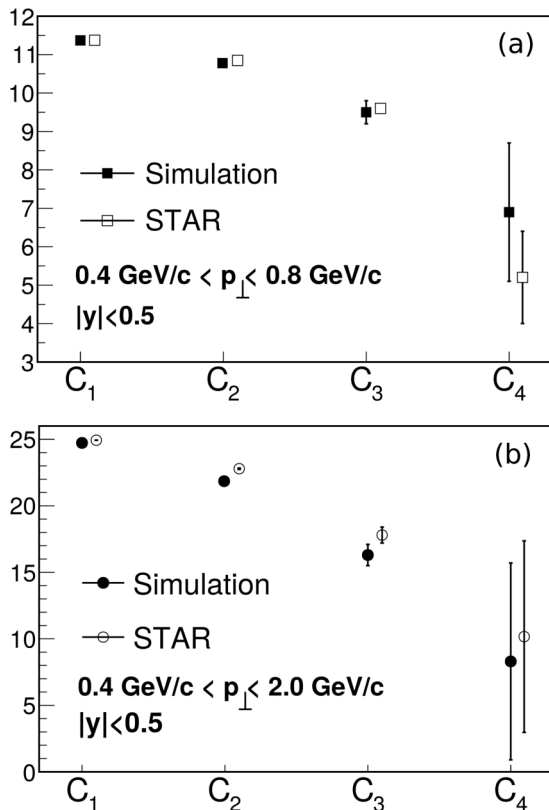 12
(a)
11
10
9
8
Simulation
7
STAR
6
0.4 GeV/c < p⊥< 0.8 GeV/c
5
|y|<0.5
4
3
C₁ C₂ C₃ C₄
25
(b)
20
15
Simulation
STAR
10
0.4 GeV/c < p⊥< 2.0 GeV/c
5
|y|<0.5
0
C₁ C₂ C₃ C₄